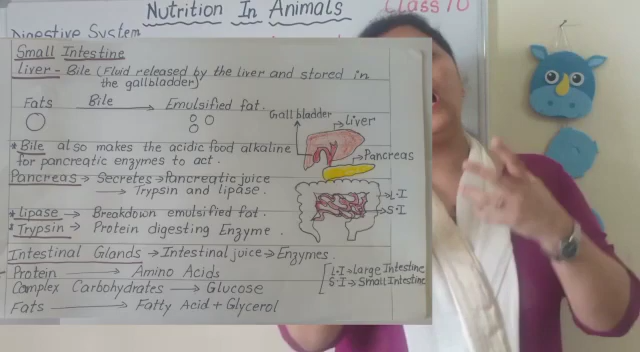 Nutrition In Animals
Class 10
Digestive System
Small Intestine
Liver - Bile (Fluid released by the liver and stored in
the gallbladder)
Fats Bile → Emulsified fat.
* Bile also makes the acidic food alkaline
for pancreatic enzymes to act.
Pancreas → Secretes → Pancreatic juice
→ Trypsin and lipase.
* lipase → Breakdown emulsified fat.
* Trypsin → Protein digesting Enzyme.
Intestinal Glands → Intestinal juice → Enzymes.
Protein → Amino Acids
Complex Carbohydrates → Glucose
Fats → Fatty Acid + Glycerol
Gall bladder
Liver
Pancreas
L·I
S·I
L·I → Large Intestine
S·I → Small Intestine